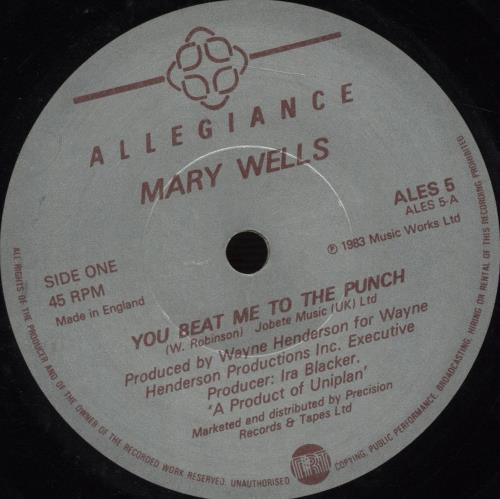 ALLEGIANCE
MARY WELLS
ALES 5
ALES 5-A
℗ 1983 Music Works Ltd
SIDE ONE
45 RPM
Made in England
YOU BEAT ME TO THE PUNCH
(W. Robinson) Jobete Music (UK) Ltd
Produced by Wayne Henderson for Wayne
Henderson Productions Inc. Executive
Producer: Ira Blacker.
'A Product of Uniplan'
Marketed and distributed by Precision
Records & Tapes Ltd
ALL RIGHTS OF THE PRODUCER AND OF THE OWNER OF THE RECORDED WORK RESERVED. UNAUTHORISED COPYING, PUBLIC PERFORMANCE, BROADCASTING, HIRING OR RENTAL OF THIS RECORDING PROHIBITED
PRT